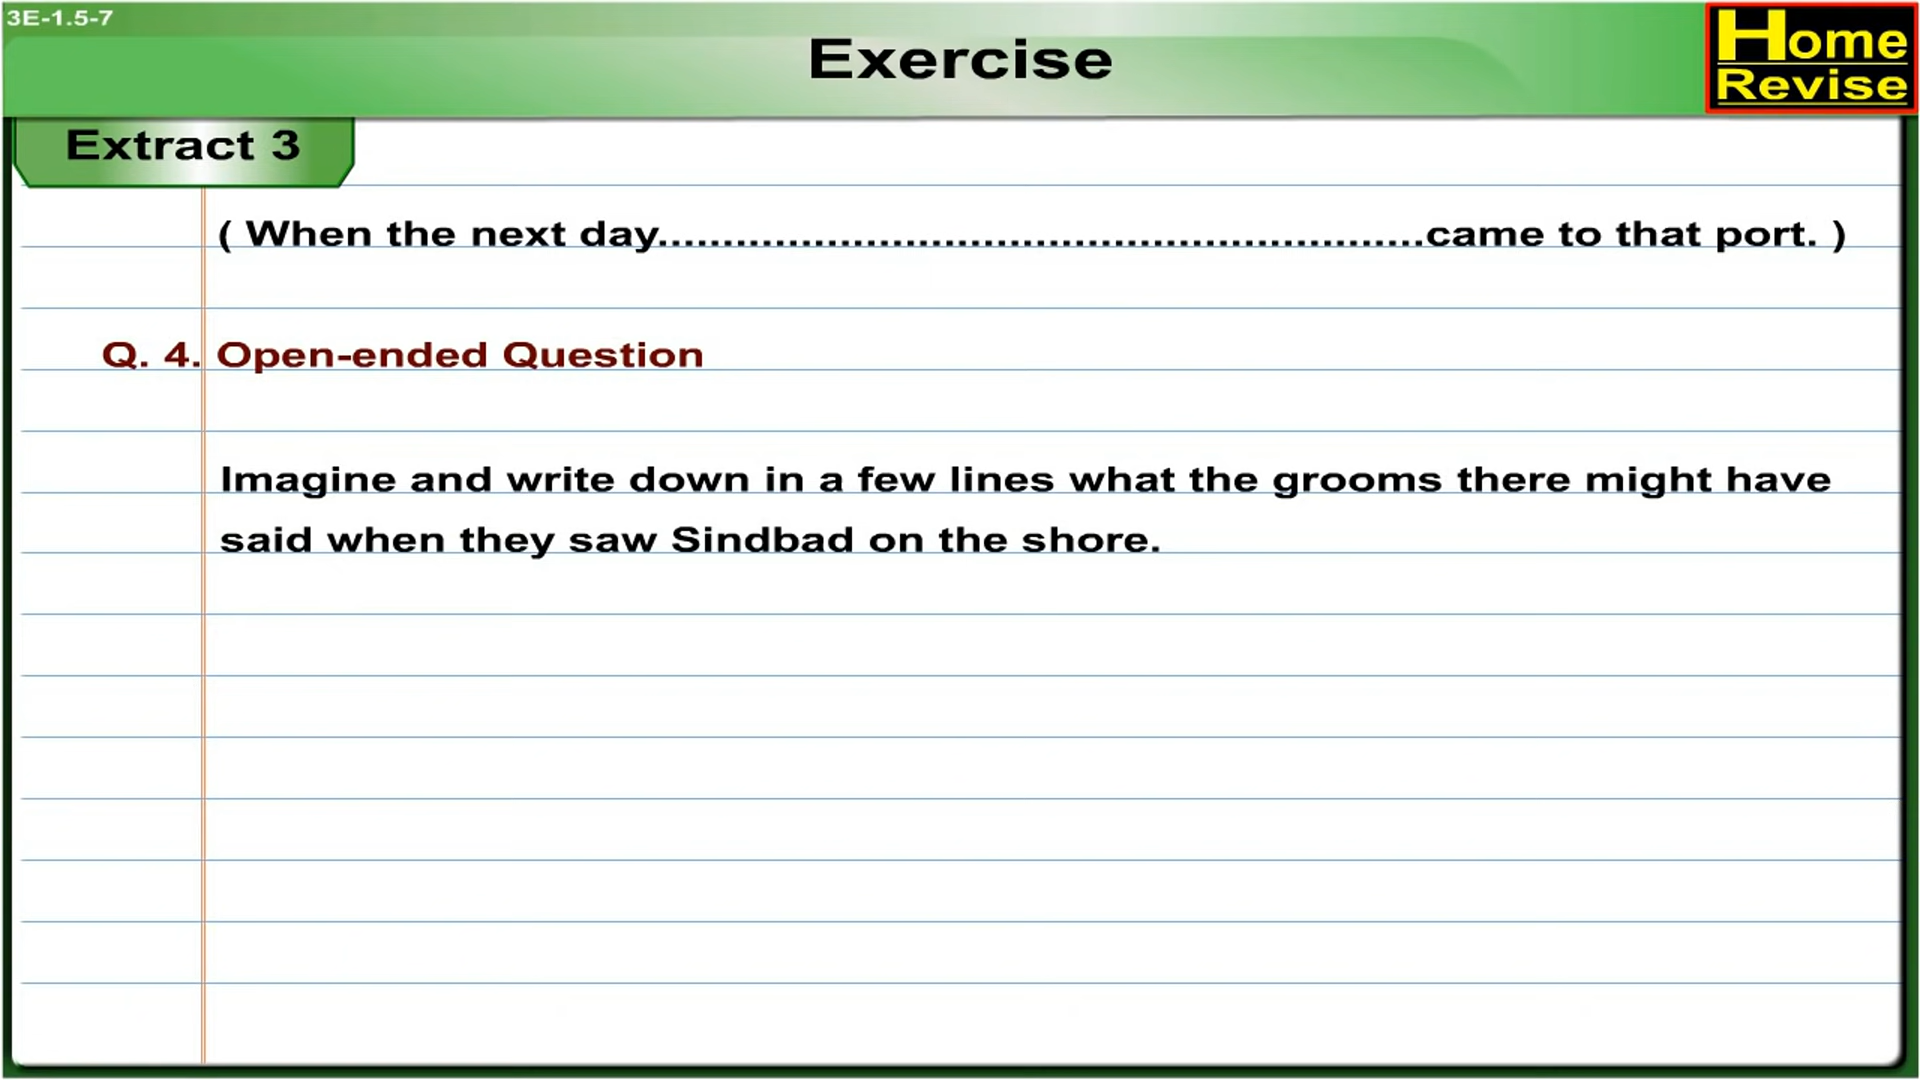 3E-1.5-7
Exercise
Home
Revise
Extract 3
( When the next day..........................................................came to that port. )
Q. 4. Open-ended Question
Imagine and write down in a few lines what the grooms there might have
said when they saw Sindbad on the shore.